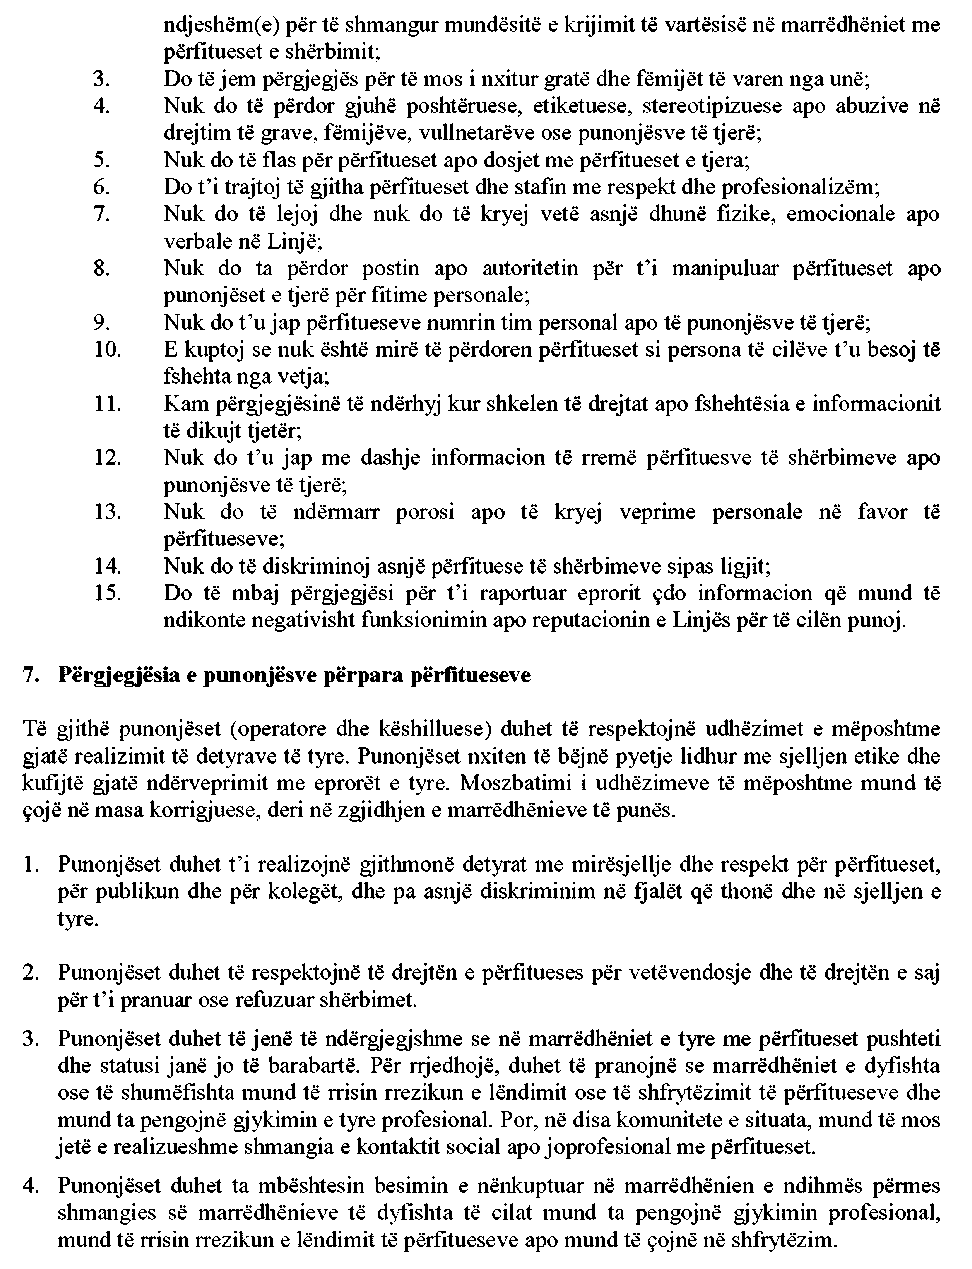 ndjeshëm(e) për të shmangur mundësitë e krijimit të vartësisë në marrëdhëniet me
përfitueset e shërbimit;
3. Do të jem përgjegjës për të mos i nxitur gratë dhe fëmijët të varen nga unë;
4. Nuk do të përdor gjuhë poshtëruese, etiketuese, stereotipizuese apo abuzive në
drejtim të grave, fëmijëve, vullnetarëve ose punonjësve të tjerë;
5. Nuk do të flas për përfitueset apo dosjet me përfitueset e tjera;
6. Do t’i trajtoj të gjitha përfitueset dhe stafin me respekt dhe profesionalizëm;
7. Nuk do të lejoj dhe nuk do të kryej vetë asnjë dhunë fizike, emocionale apo
verbale në Linjë;
8. Nuk do ta përdor postin apo autoritetin për t’i manipuluar përfitueset apo
punonjëset e tjerë për fitime personale;
9. Nuk do t’u jap përfitueseve numrin tim personal apo të punonjësve të tjerë;
10. E kuptoj se nuk është mirë të përdoren përfitueset si persona të cilëve t’u besoj të
fshehta nga vetja;
11. Kam përgjegjësinë të ndërhyj kur shkelen të drejtat apo fshehtësia e informacionit
të dikujt tjetër;
12. Nuk do t’u jap me dashje informacion të rremë përfituesve të shërbimeve apo
punonjësve të tjerë;
13. Nuk do të ndërmarr porosi apo të kryej veprime personale në favor të
përfitueseve;
14. Nuk do të diskriminoj asnjë përfituese të shërbimeve sipas ligjit;
15. Do të mbaj përgjegjësi për t’i raportuar eprorit çdo informacion që mund të
ndikonte negativisht funksionimin apo reputacionin e Linjës për të cilën punoj.
7. Përgjegjësia e punonjësve përpara përfitueseve
Të gjithë punonjëset (operatore dhe këshilluese) duhet të respektojnë udhëzimet e mëposhtme
gjatë realizimit të detyrave të tyre. Punonjëset nxiten të bëjnë pyetje lidhur me sjelljen etike dhe
kufijtë gjatë ndërveprimit me eprorët e tyre. Moszbatimi i udhëzimeve të mëposhtme mund të
çojë në masa korrigjuese, deri në zgjidhjen e marrëdhënieve të punës.
1. Punonjëset duhet t’i realizojnë gjithmonë detyrat me mirësjellje dhe respekt për përfitueset,
për publikun dhe për kolegët, dhe pa asnjë diskriminim në fjalët që thonë dhe në sjelljen e
tyre.
2. Punonjëset duhet të respektojnë të drejtën e përfitueses për vetëvendosje dhe të drejtën e saj
për t’i pranuar ose refuzuar shërbimet.
3. Punonjëset duhet të jenë të ndërgjegjshme se në marrëdhëniet e tyre me përfitueset pushteti
dhe statusi janë jo të barabartë. Për rrjedhojë, duhet të pranojnë se marrëdhëniet e dyfishta
ose të shumëfishta mund të rrisin rrezikun e lëndimit ose të shfrytëzimit të përfitueseve dhe
mund ta pengojnë gjykimin e tyre profesional. Por, në disa komunitete e situata, mund të mos
jetë e realizueshme shmangia e kontaktit social apo joprofesional me përfitueset.
4. Punonjëset duhet ta mbështesin besimin e nënkuptuar në marrëdhënien e ndihmës përmes
shmangies së marrëdhënieve të dyfishta të cilat mund ta pengojnë gjykimin profesional,
mund të rrisin rrezikun e lëndimit të përfitueseve apo mund të çojnë në shfrytëzim.